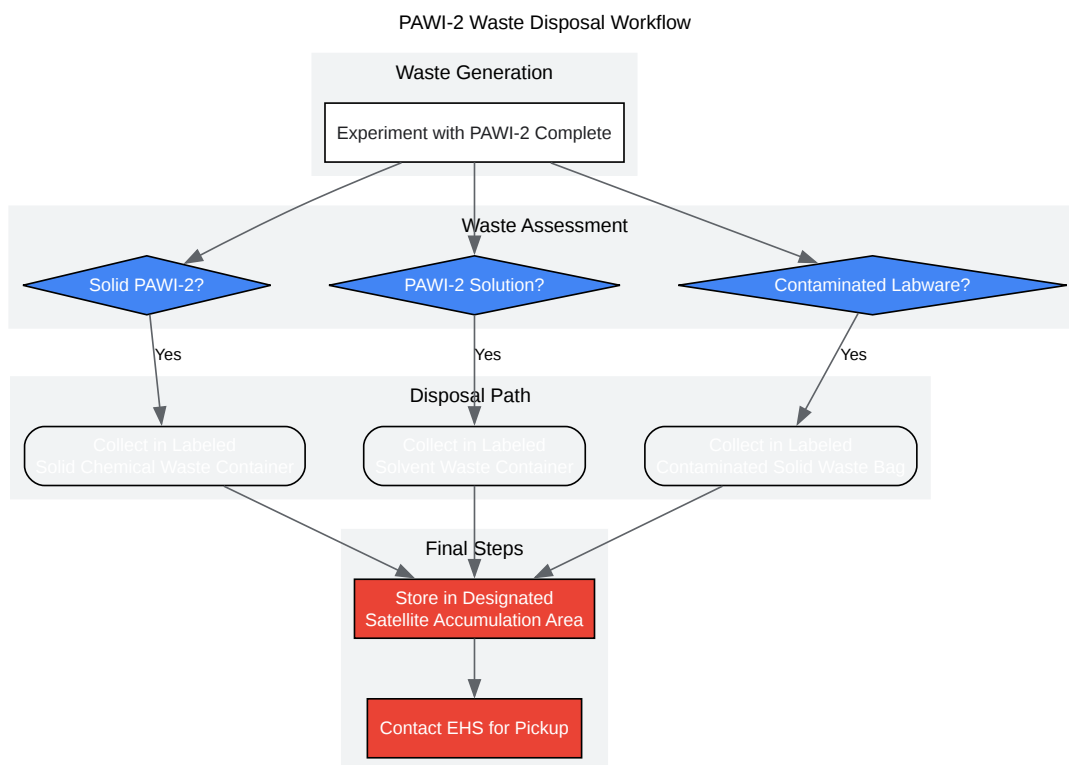 PAWI-2 Waste Disposal Workflow
Waste Generation
Experiment with PAWI-2 Complete
Waste Assessment
Solid PAWI-2?
PAWI-2 Solution?
Contaminated Labware?
Yes
Yes
Yes
Disposal Path
Collect in Labeled
Solid Chemical Waste Container
Collect in Labeled
Solvent Waste Container
Collect in Labeled
Contaminated Solid Waste Bag
Final Steps
Store in Designated
Satellite Accumulation Area
Contact EHS for Pickup